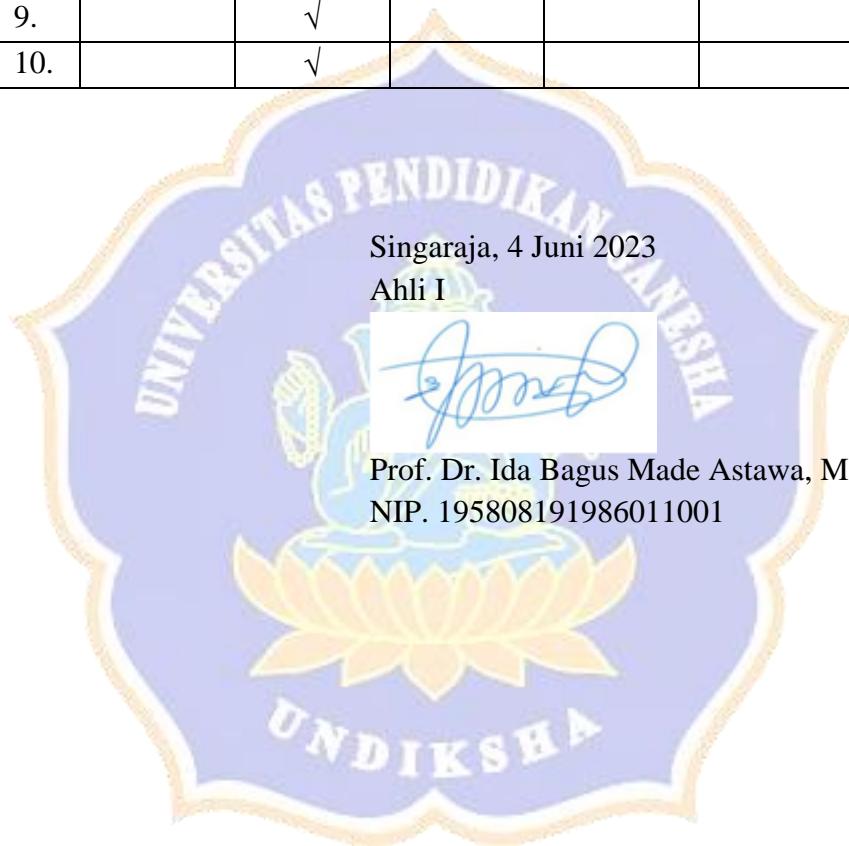 9. √
10. √
UNIVERSITAS PENDIDIKAN GANESHA
Singaraja, 4 Juni 2023
Ahli I
Prof. Dr. Ida Bagus Made Astawa, M
NIP. 195808191986011001
UNDIKSHA